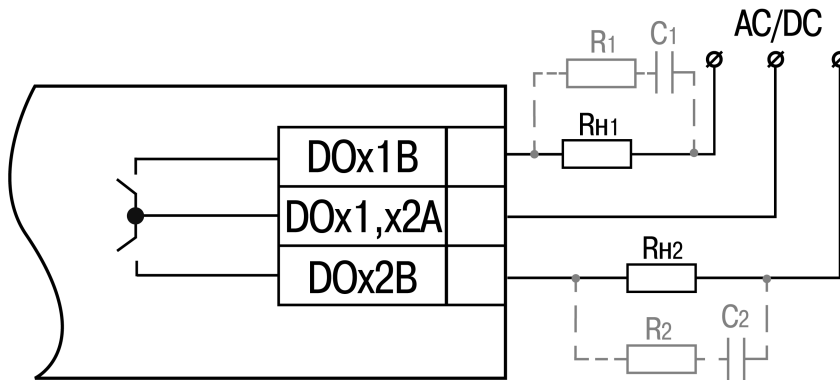 AC/DC
R1
C1
RH1
DOx1B
DOx1,x2A
DOx2B
RH2
R2
C2